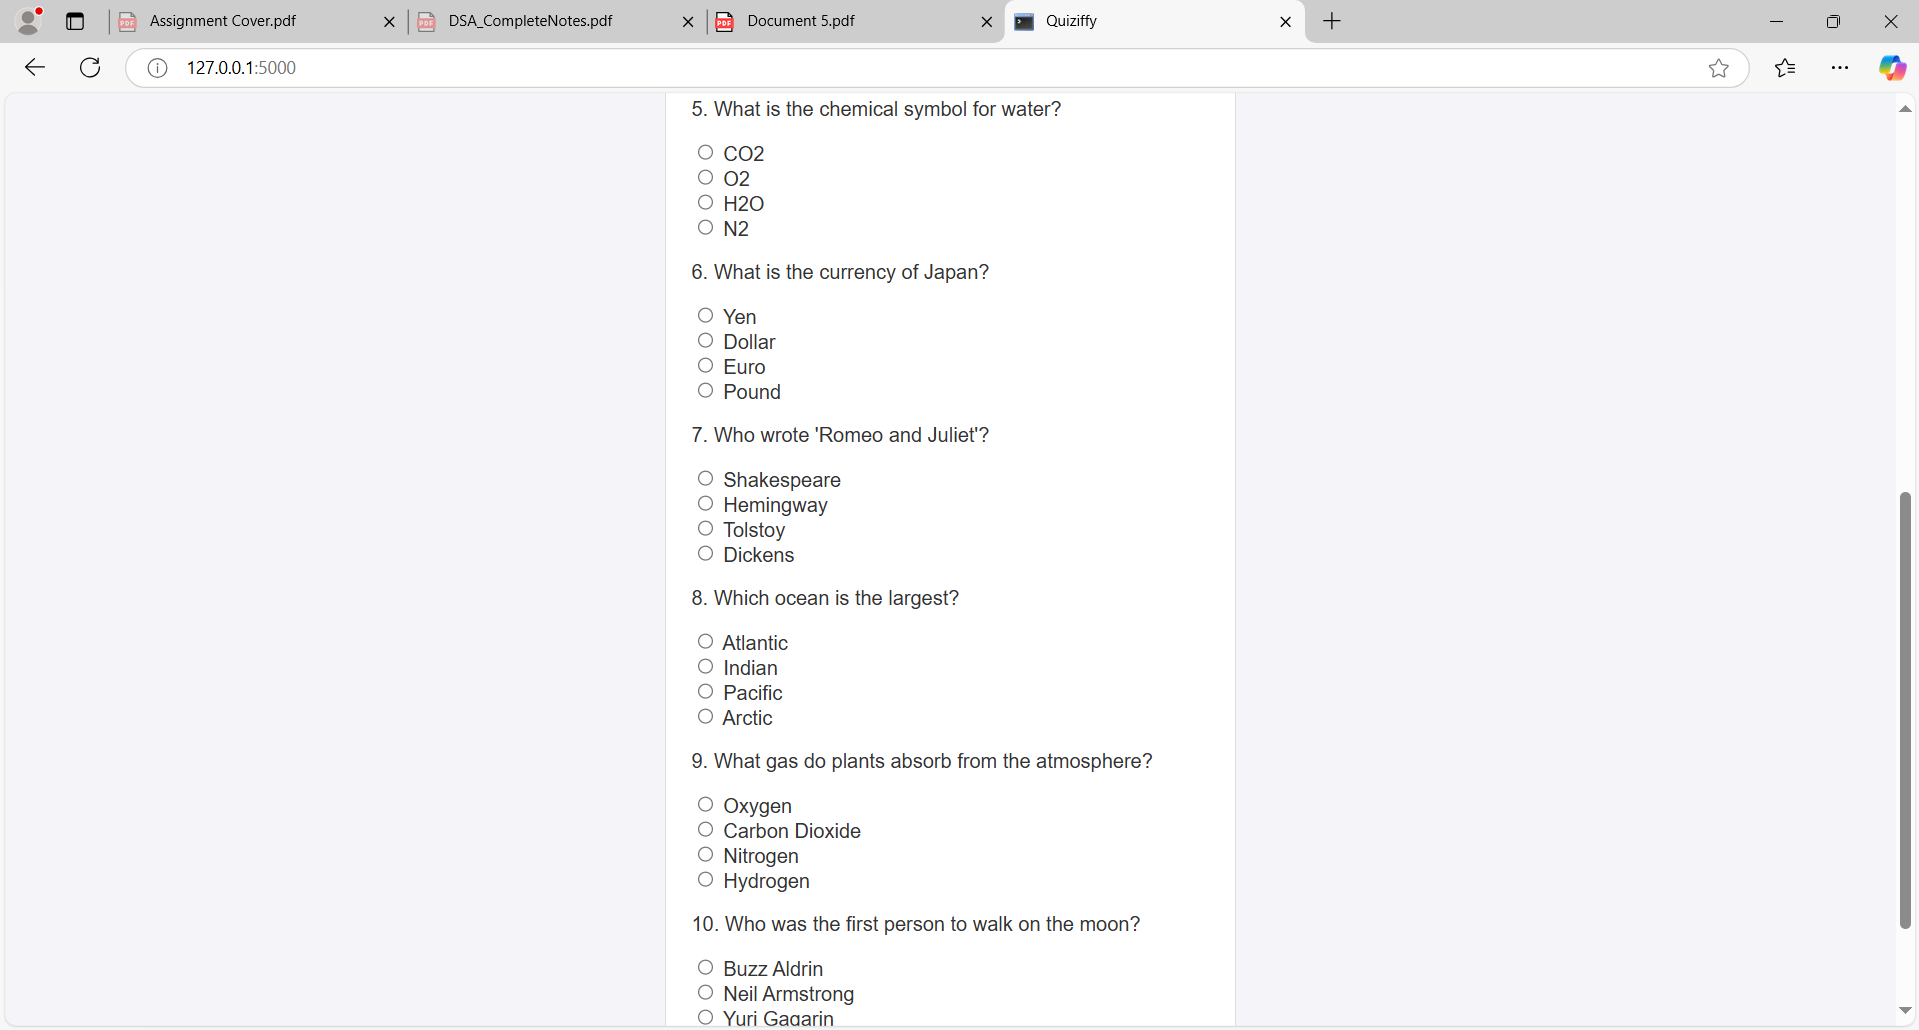 Assignment Cover.pdf
DSA_CompleteNotes.pdf
Document 5.pdf
Quiziffy
127.0.0.1:5000
5. What is the chemical symbol for water?
CO2
O2
H2O
N2
6. What is the currency of Japan?
Yen
Dollar
Euro
Pound
7. Who wrote 'Romeo and Juliet'?
Shakespeare
Hemingway
Tolstoy
Dickens
8. Which ocean is the largest?
Atlantic
Indian
Pacific
Arctic
9. What gas do plants absorb from the atmosphere?
Oxygen
Carbon Dioxide
Nitrogen
Hydrogen
10. Who was the first person to walk on the moon?
Buzz Aldrin
Neil Armstrong
Yuri Gagarin